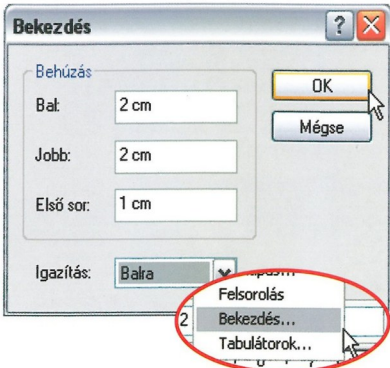 Bekezdés
Behúzás
Bal: 2 cm
OK
Mégse
Jobb: 2 cm
Első sor: 1 cm
Igazítás: Balra
Felsorolás
2 Bekezdés...
Tabulátorok...